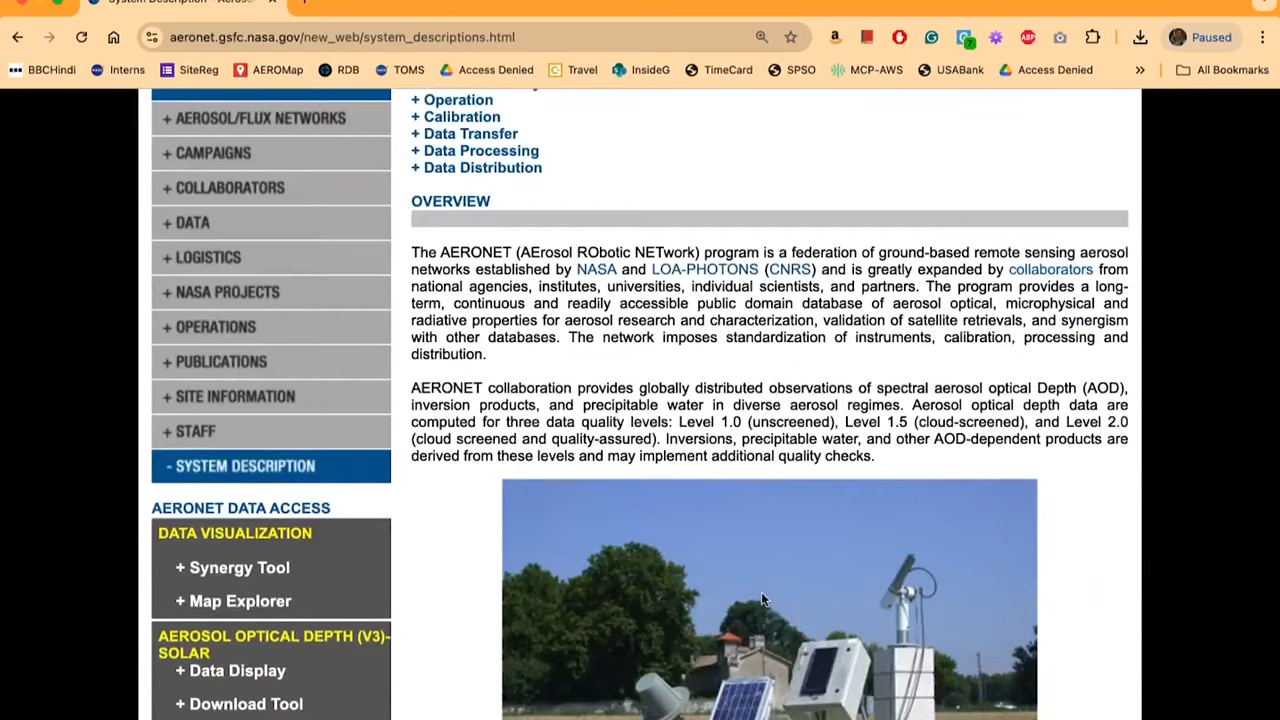 System Description - Aeros
aeronet.gsfc.nasa.gov/new_web/system_descriptions.html
Paused
BBCHindi
Interns
SiteReg
AEROMap
RDB
TOMS
Access Denied
Travel
InsideG
TimeCard
SPSO
MCP-AWS
USABank
Access Denied
»
All Bookmarks
+ AEROSOL/FLUX NETWORKS
+ CAMPAIGNS
+ COLLABORATORS
+ DATA
+ LOGISTICS
+ NASA PROJECTS
+ OPERATIONS
+ PUBLICATIONS
+ SITE INFORMATION
+ STAFF
- SYSTEM DESCRIPTION
AERONET DATA ACCESS
DATA VISUALIZATION
+ Synergy Tool
+ Map Explorer
AEROSOL OPTICAL DEPTH (V3)-
SOLAR
+ Data Display
+ Download Tool
+ Operation
+ Calibration
+ Data Transfer
+ Data Processing
+ Data Distribution
OVERVIEW
The AERONET (AErosol RObotic NETwork) program is a federation of ground-based remote sensing aerosol
networks established by NASA and LOA-PHOTONS (CNRS) and is greatly expanded by collaborators from
national agencies, institutes, universities, individual scientists, and partners. The program provides a long-
term, continuous and readily accessible public domain database of aerosol optical, microphysical and
radiative properties for aerosol research and characterization, validation of satellite retrievals, and synergism
with other databases. The network imposes standardization of instruments, calibration, processing and
distribution.
AERONET collaboration provides globally distributed observations of spectral aerosol optical Depth (AOD),
inversion products, and precipitable water in diverse aerosol regimes. Aerosol optical depth data are
computed for three data quality levels: Level 1.0 (unscreened), Level 1.5 (cloud-screened), and Level 2.0
(cloud screened and quality-assured). Inversions, precipitable water, and other AOD-dependent products are
derived from these levels and may implement additional quality checks.